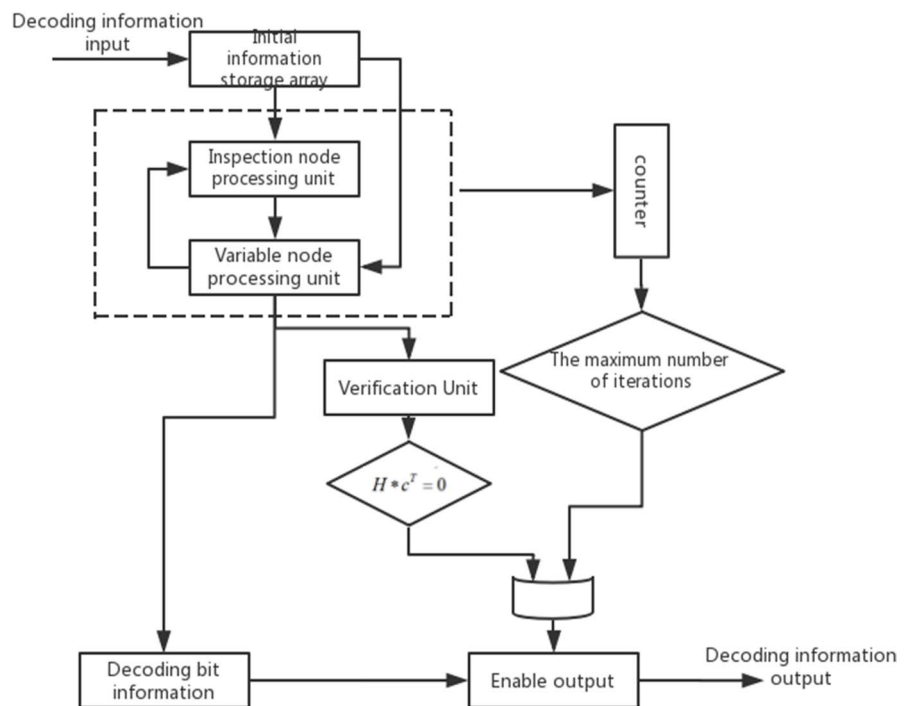 Decoding information
input
Initial
information
storage array
Inspection node
processing unit
Variable node
processing unit
counter
The maximum number
of iterations
Verification Unit
H*c^T=0
Decoding bit
information
Enable output
Decoding information
output